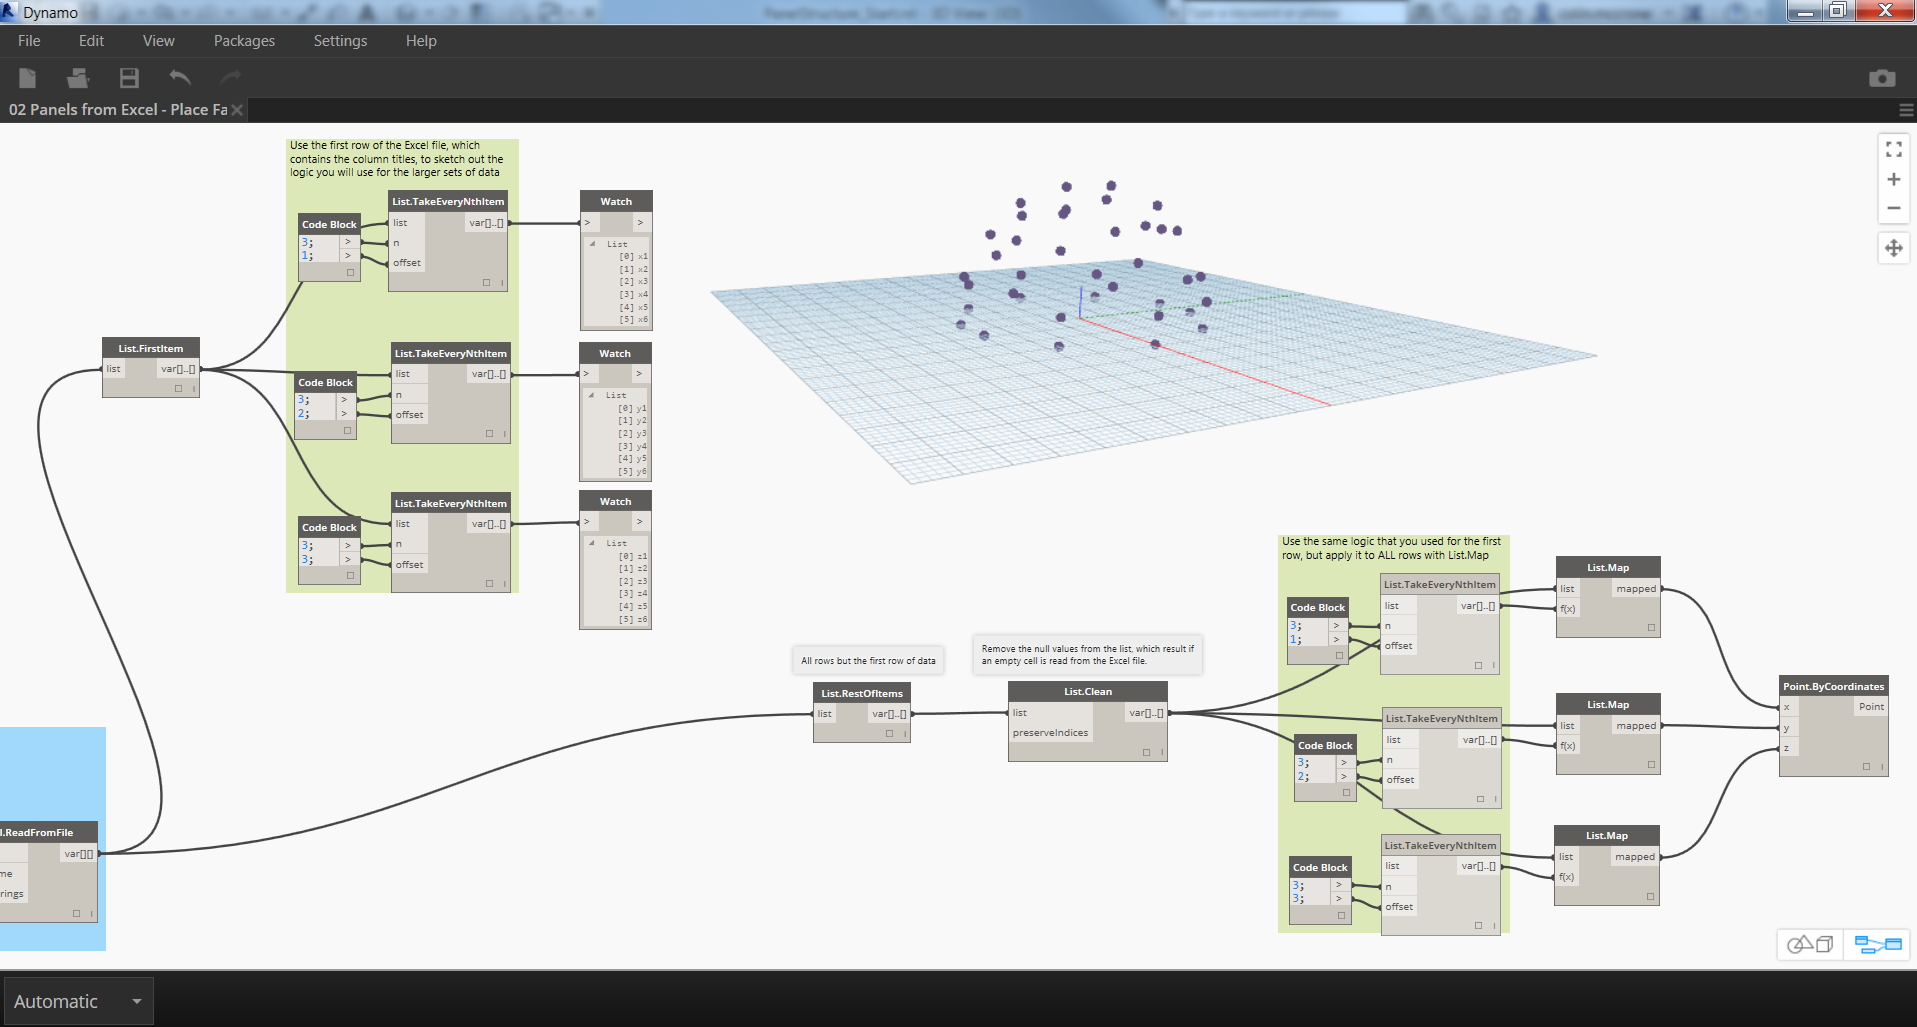 Dynamo
File Edit View Packages Settings Help
02 Panels from Excel - Place Fa
Use the first row of the Excel file, which
contains the column titles, to sketch out the
logic you will use for the larger sets of data
Code Block
3; >
1; >
List.TakeEveryNthItem
list var[]..[]
n
offset
Watch
> >
List
[0] x1
[1] x2
[2] x3
[3] x4
[4] x5
[5] x6
List.FirstItem
list var[]..[]
Code Block
3; >
2; >
List.TakeEveryNthItem
list var[]..[]
n
offset
Watch
> >
List
[0] y1
[1] y2
[2] y3
[3] y4
[4] y5
[5] y6
Code Block
3; >
3; >
List.TakeEveryNthItem
list var[]..[]
n
offset
Watch
> >
List
[0] z1
[1] z2
[2] z3
[3] z4
[4] z5
[5] z6
l.ReadFromFile
var[][]
me
rings
All rows but the first row of data
List.RestOfItems
list var[]..[]
Remove the null values from the list, which result if
an empty cell is read from the Excel file.
List.Clean
list var[]..[]
preserveIndices
Use the same logic that you used for the first
row, but apply it to ALL rows with List.Map
Code Block
3; >
1; >
List.TakeEveryNthItem
list var[]..[]
n
offset
List.Map
list mapped
f(x)
Code Block
3; >
2; >
List.TakeEveryNthItem
list var[]..[]
n
offset
List.Map
list mapped
f(x)
Code Block
3; >
3; >
List.TakeEveryNthItem
list var[]..[]
n
offset
List.Map
list mapped
f(x)
Point.ByCoordinates
x Point
y
z
Automatic